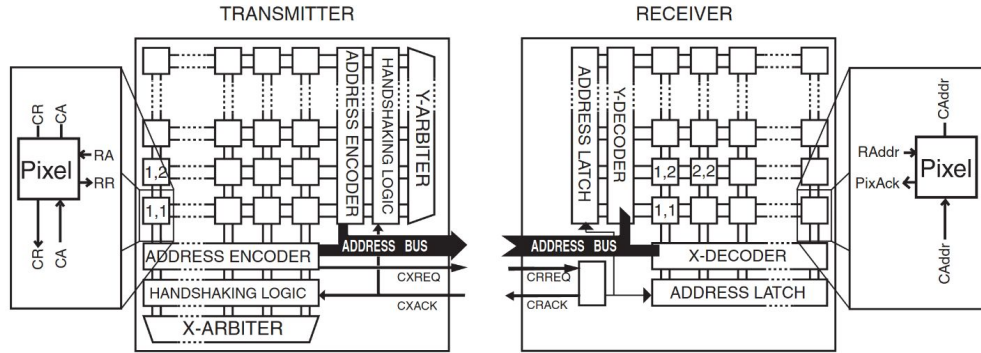 TRANSMITTER
RECEIVER
CR
CA
RA
Pixel
RR
CR
CA
1,2
1,1
ADDRESS ENCODER
HANDSHAKING LOGIC
Y-ARBITER
ADDRESS BUS
ADDRESS ENCODER
CXREQ
HANDSHAKING LOGIC
CXACK
X-ARBITER
ADDRESS LATCH
Y-DECODER
1,2
2,2
1,1
ADDRESS BUS
X-DECODER
CRREQ
CRACK
ADDRESS LATCH
CAddr
RAddr
Pixel
PixAck
CAddr